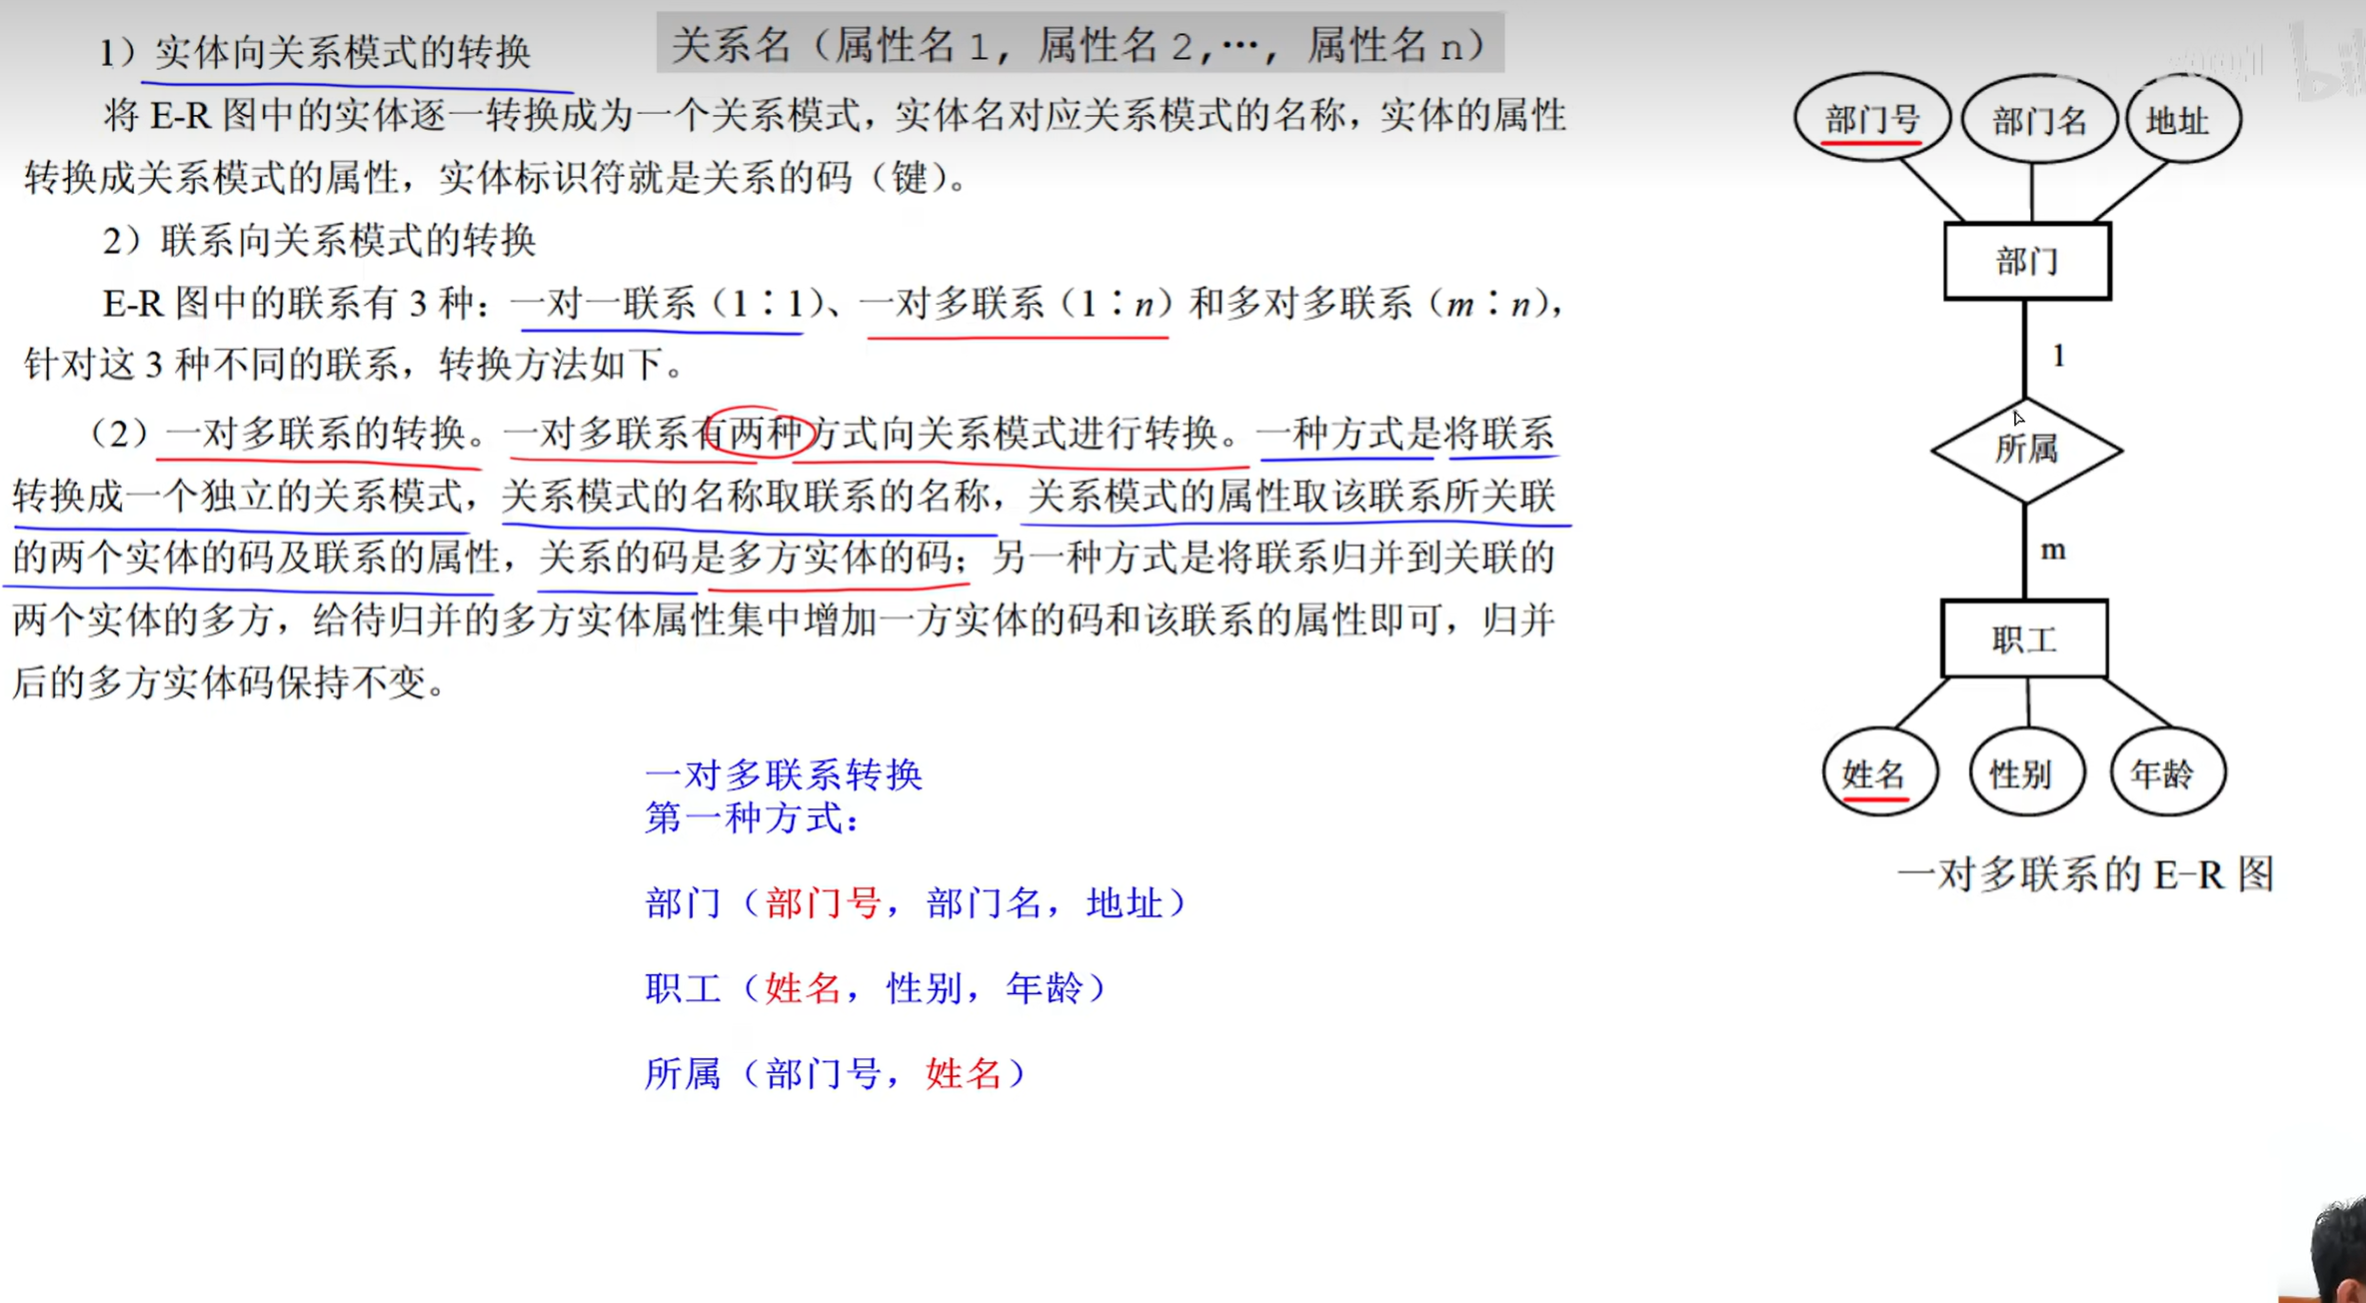 1）实体向关系模式的转换
关系名（属性名1，属性名2,…，属性名n）
将 E-R 图中的实体逐一转换成为一个关系模式，实体名对应关系模式的名称，实体的属性
转换成关系模式的属性，实体标识符就是关系的码（键）。
2）联系向关系模式的转换
E-R 图中的联系有 3 种：一对一联系（1∶1）、一对多联系（1∶n）和多对多联系（m∶n），
针对这 3 种不同的联系，转换方法如下。
（2）一对多联系的转换。一对多联系有两种方式向关系模式进行转换。一种方式是将联系
转换成一个独立的关系模式，关系模式的名称取联系的名称，关系模式的属性取该联系所关联
的两个实体的码及联系的属性，关系的码是多方实体的码；另一种方式是将联系归并到关联的
两个实体的多方，给待归并的多方实体属性集中增加一方实体的码和该联系的属性即可，归并
后的多方实体码保持不变。
一对多联系转换
第一种方式：
部门（部门号，部门名，地址）
职工（姓名，性别，年龄）
所属（部门号，姓名）
部门号 部门名 地址
部门
1
所属
m
职工
姓名 性别 年龄
一对多联系的 E-R 图